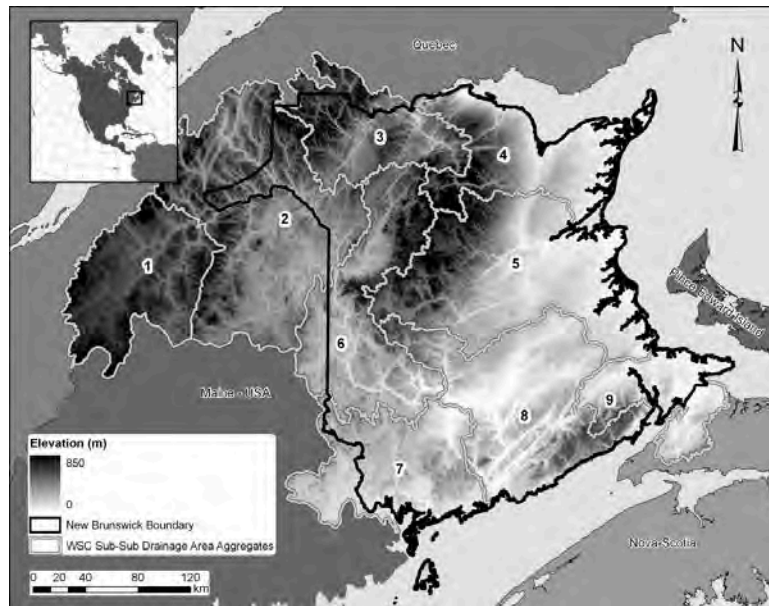 Quebec
N
3
4
2
1
5
Prince Edward Island
6
Maine - USA
9
8
7
Elevation (m)
850
0
New Brunswick Boundary
WSC Sub-Sub Drainage Area Aggregates
Nova-Scotia
0 20 40 80 120
km